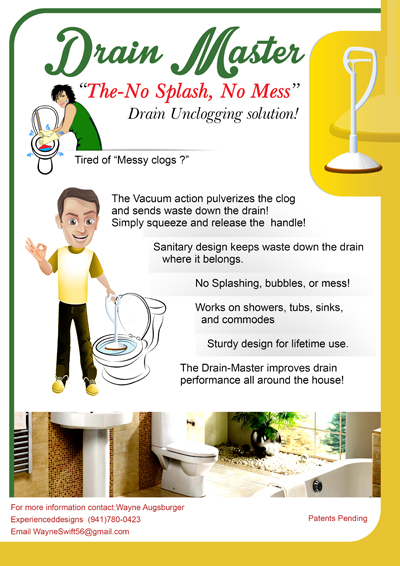 Drain Master
“The-No Splash, No Mess”
Drain Unclogging solution!
Tired of “Messy clogs ?”
The Vacuum action pulverizes the clog
and sends waste down the drain!
Simply squeeze and release the handle!
Sanitary design keeps waste down the drain
where it belongs.
No Splashing, bubbles, or mess!
Works on showers, tubs, sinks,
and commodes
Sturdy design for lifetime use.
The Drain-Master improves drain
performance all around the house!
For more information contact:Wayne Augsburger
Experienceddesigns (941)780-0423
Email WayneSwift56@gmail.com
Patents Pending